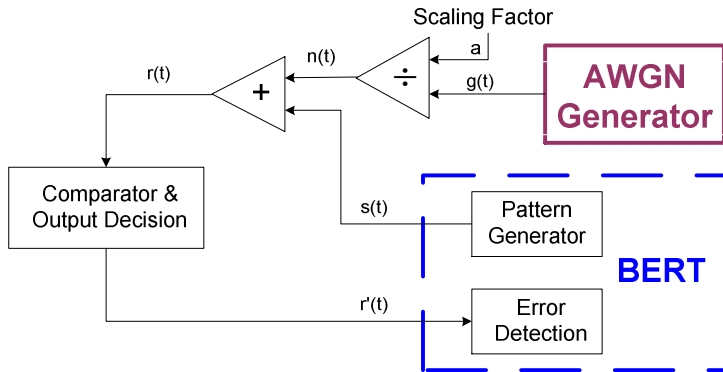 Scaling Factor
a
n(t)
÷
g(t)
AWGN
Generator
r(t)
+
Comparator &
Output Decision
s(t)
Pattern
Generator
BERT
r'(t)
Error
Detection